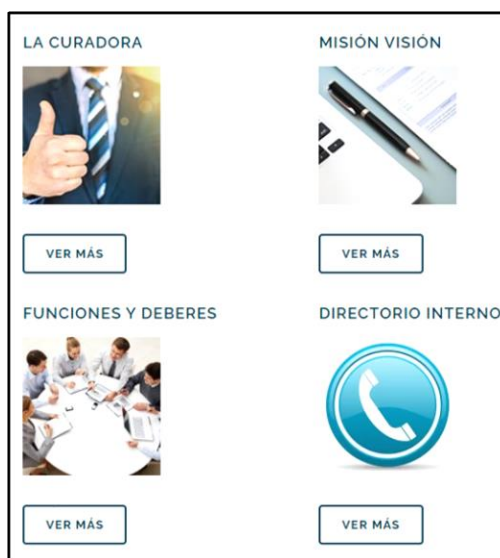 LA CURADORA
MISIÓN VISIÓN
VER MÁS
VER MÁS
FUNCIONES Y DEBERES
DIRECTORIO INTERNO
VER MÁS
VER MÁS